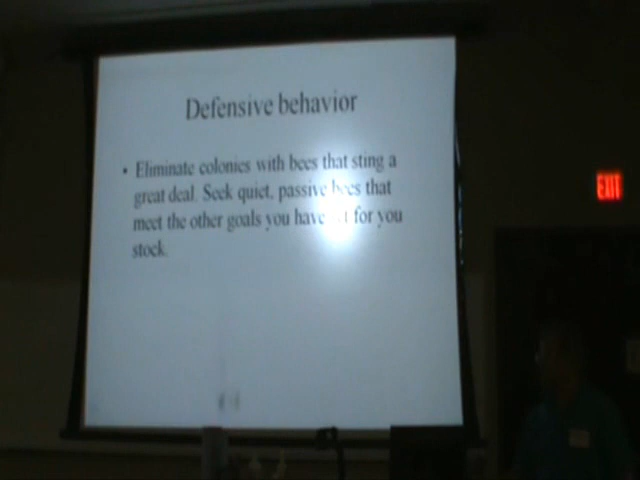 Defensive behavior
• Eliminate colonies with bees that sting a
great deal. Seek quiet, passive bees that
meet the other goals you have for you
stock.
EXIT